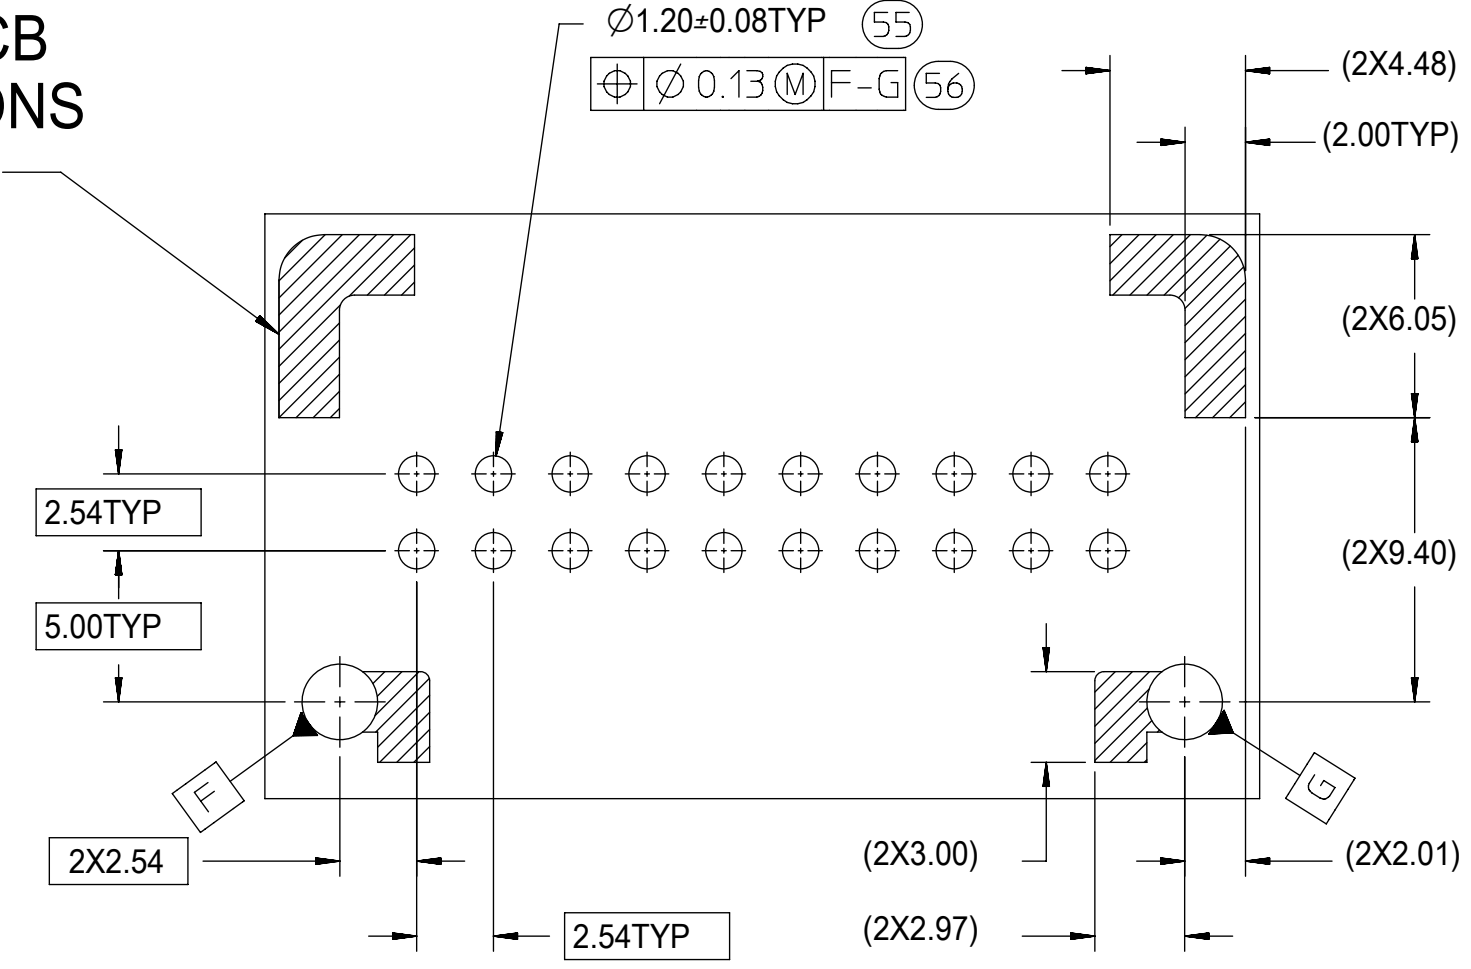 CB
ONS
∅1.20±0.08TYP 55
⌖ ∅ 0.13 Ⓜ F-G 56
(2X4.48)
(2.00TYP)
(2X6.05)
2.54TYP
(2X9.40)
5.00TYP
F
G
2X2.54
(2X3.00)
(2X2.01)
2.54TYP
(2X2.97)